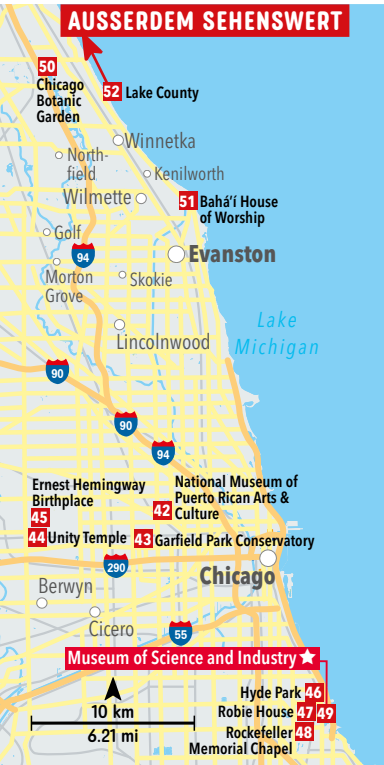 AUSSERDEM SEHENSWERT
50
Chicago
Botanic
Garden
52 Lake County
Winnetka
North-
field
Kenilworth
Wilmette
51 Bahá’í House
of Worship
Golf
94
Evanston
Morton
Grove
Skokie
Lincolnwood
Lake
Michigan
90
90
94
Ernest Hemingway
Birthplace
45
National Museum of
Puerto Rican Arts &
42 Culture
44 Unity Temple
43 Garfield Park Conservatory
290
Chicago
Berwyn
Cicero
55
Museum of Science and Industry
10 km
6.21 mi
Hyde Park 46
Robie House 47 49
Rockefeller 48
Memorial Chapel